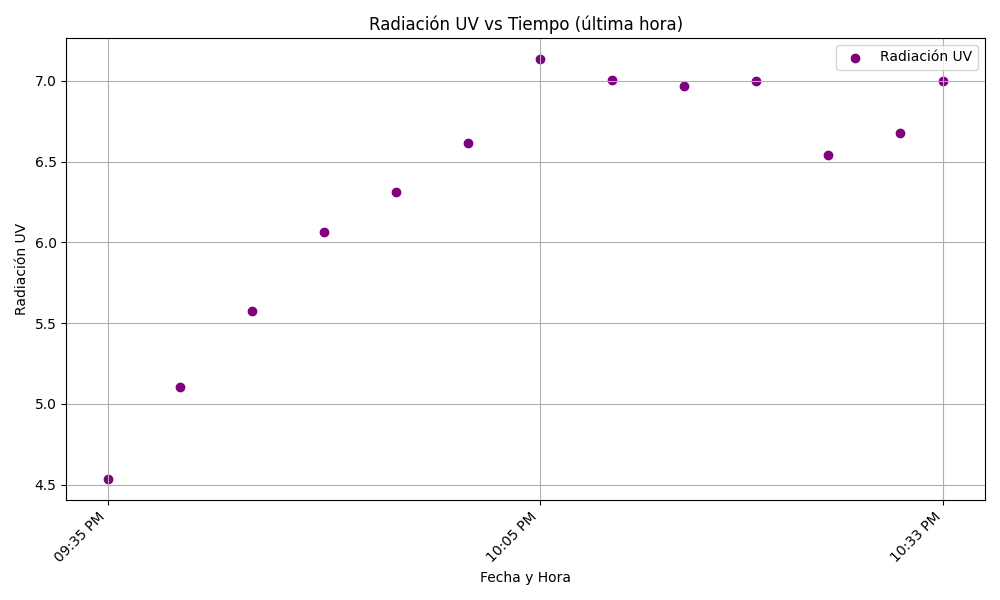 Radiación UV vs Tiempo (última hora)
Radiación UV
7.0
6.5
6.0
5.5
5.0
4.5
Radiación UV
09:35 PM
10:05 PM
10:33 PM
Fecha y Hora